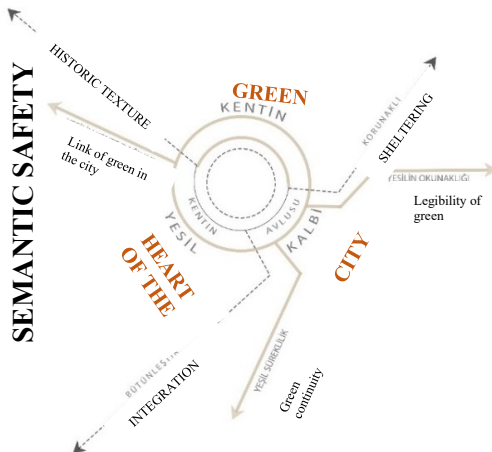 SEMANTIC SAFETY
HISTORIC TEXTURE
Link of green in
the city
GREEN
KENTİN
KORUNAKLI
SHELTERING
YEŞİLİN OKUNAKLIĞI
Legibility of
green
KENTİN
AVLUSU
YEŞİL
KALBİ
HEART
OF THE
CITY
INTEGRATION
YEŞİL SÜREKLİLİK
Green
continuity